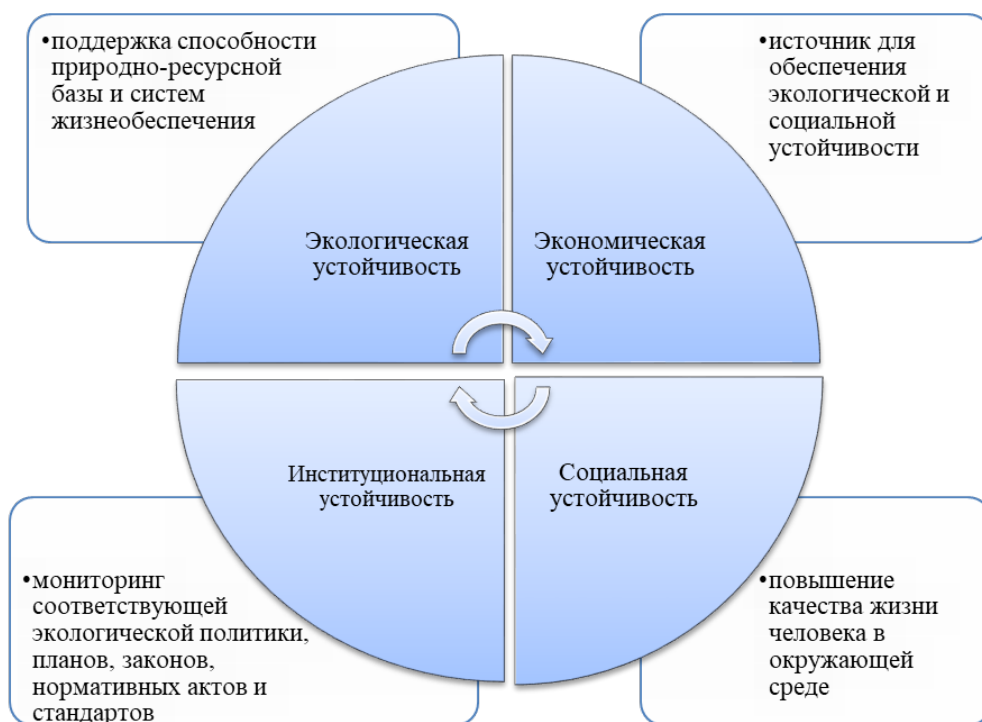 •поддержка способности
природно-ресурсной
базы и систем
жизнеобеспечения
•источник для
обеспечения
экологической и
социальной
устойчивости
Экологическая
устойчивость
Экономическая
устойчивость
Институциональная
устойчивость
Социальная
устойчивость
•мониторинг
соответствующей
экологической политики,
планов, законов,
нормативных актов и
стандартов
•повышение
качества жизни
человека в
окружающей
среде